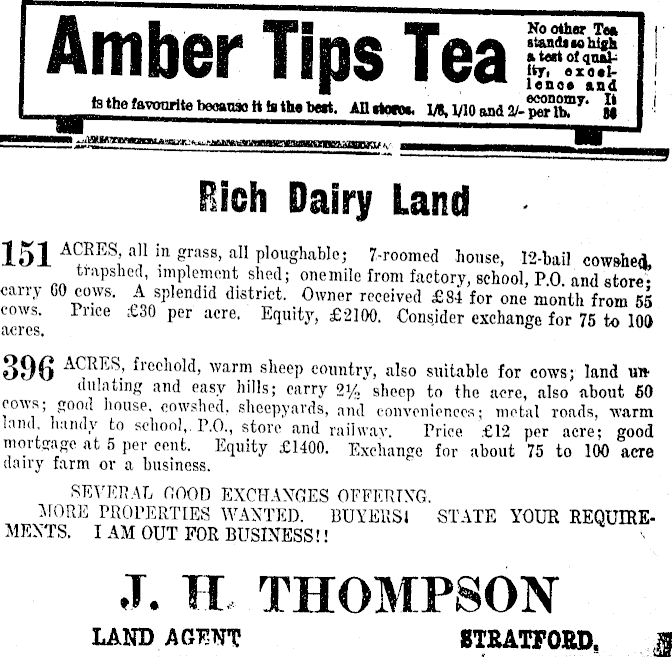 Amber Tips Tea
No other Tea
stands so high
a test of qual-
ity, excel-
lence and
economy. It
is the favourite because it is the best. All stores. 1/8, 1/10 and 2/- per lb. 86
Rich Dairy Land
151 ACRES, all in grass, all ploughable; 7-roomed house, 12-bail cowshed,
trapshed, implement shed; one mile from factory, school, P.O. and store;
carry 60 cows. A splendid district. Owner received £84 for one month from 55
cows. Price £30 per acre. Equity, £2100. Consider exchange for 75 to 100
acres.
396 ACRES, freehold, warm sheep country, also suitable for cows; land un
dulating and easy hills; carry 2½ sheep to the acre, also about 50
cows; good house, cowshed, sheepyards, and conveniences; metal roads, warm
land, handy to school, P.O., store and railway. Price £12 per acre; good
mortgage at 5 per cent. Equity £1400. Exchange for about 75 to 100 acre
dairy farm or a business.
SEVERAL GOOD EXCHANGES OFFERING.
MORE PROPERTIES WANTED. BUYERS! STATE YOUR REQUIRE-
MENTS. I AM OUT FOR BUSINESS!!
J. H. THOMPSON
LAND AGENT STRATFORD.